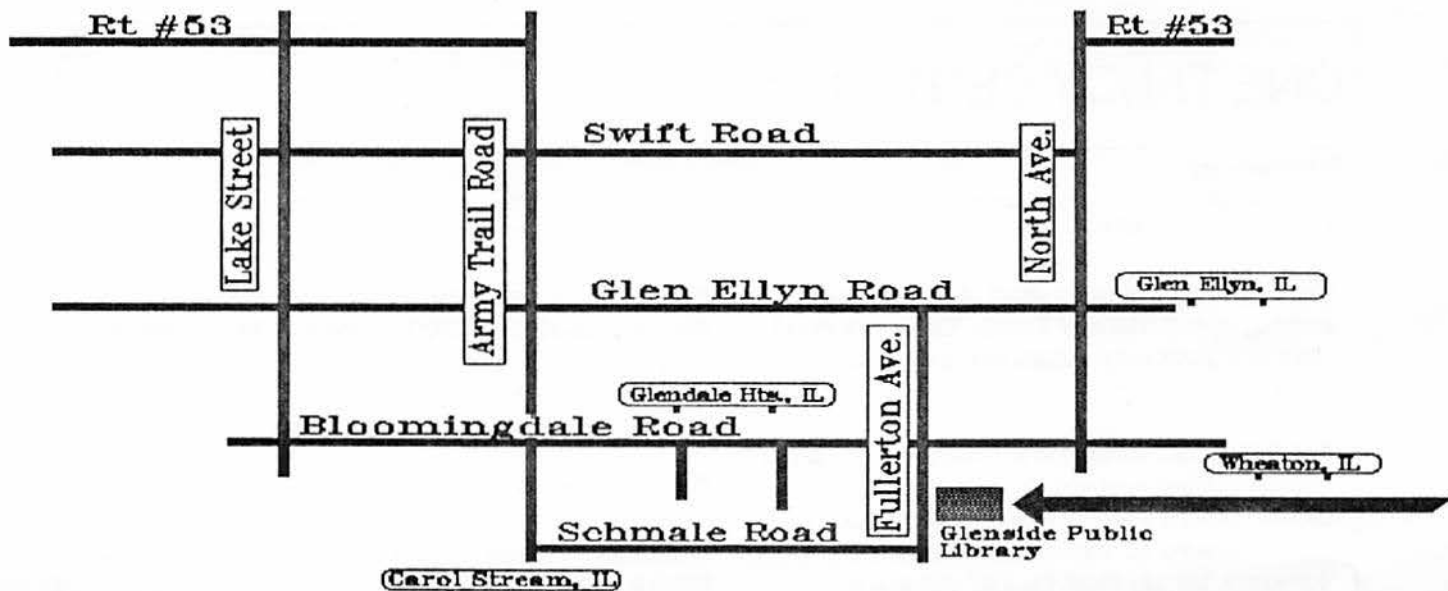 Rt #53
Rt #53
Swift Road
Lake Street
Army Trail Road
North Ave.
Glen Ellyn, IL
Glen Ellyn Road
Fullerton Ave.
Glendale Hts., IL
Bloomingdale Road
Wheaton, IL
Schmale Road
Glenside Public
Library
Carol Stream, IL